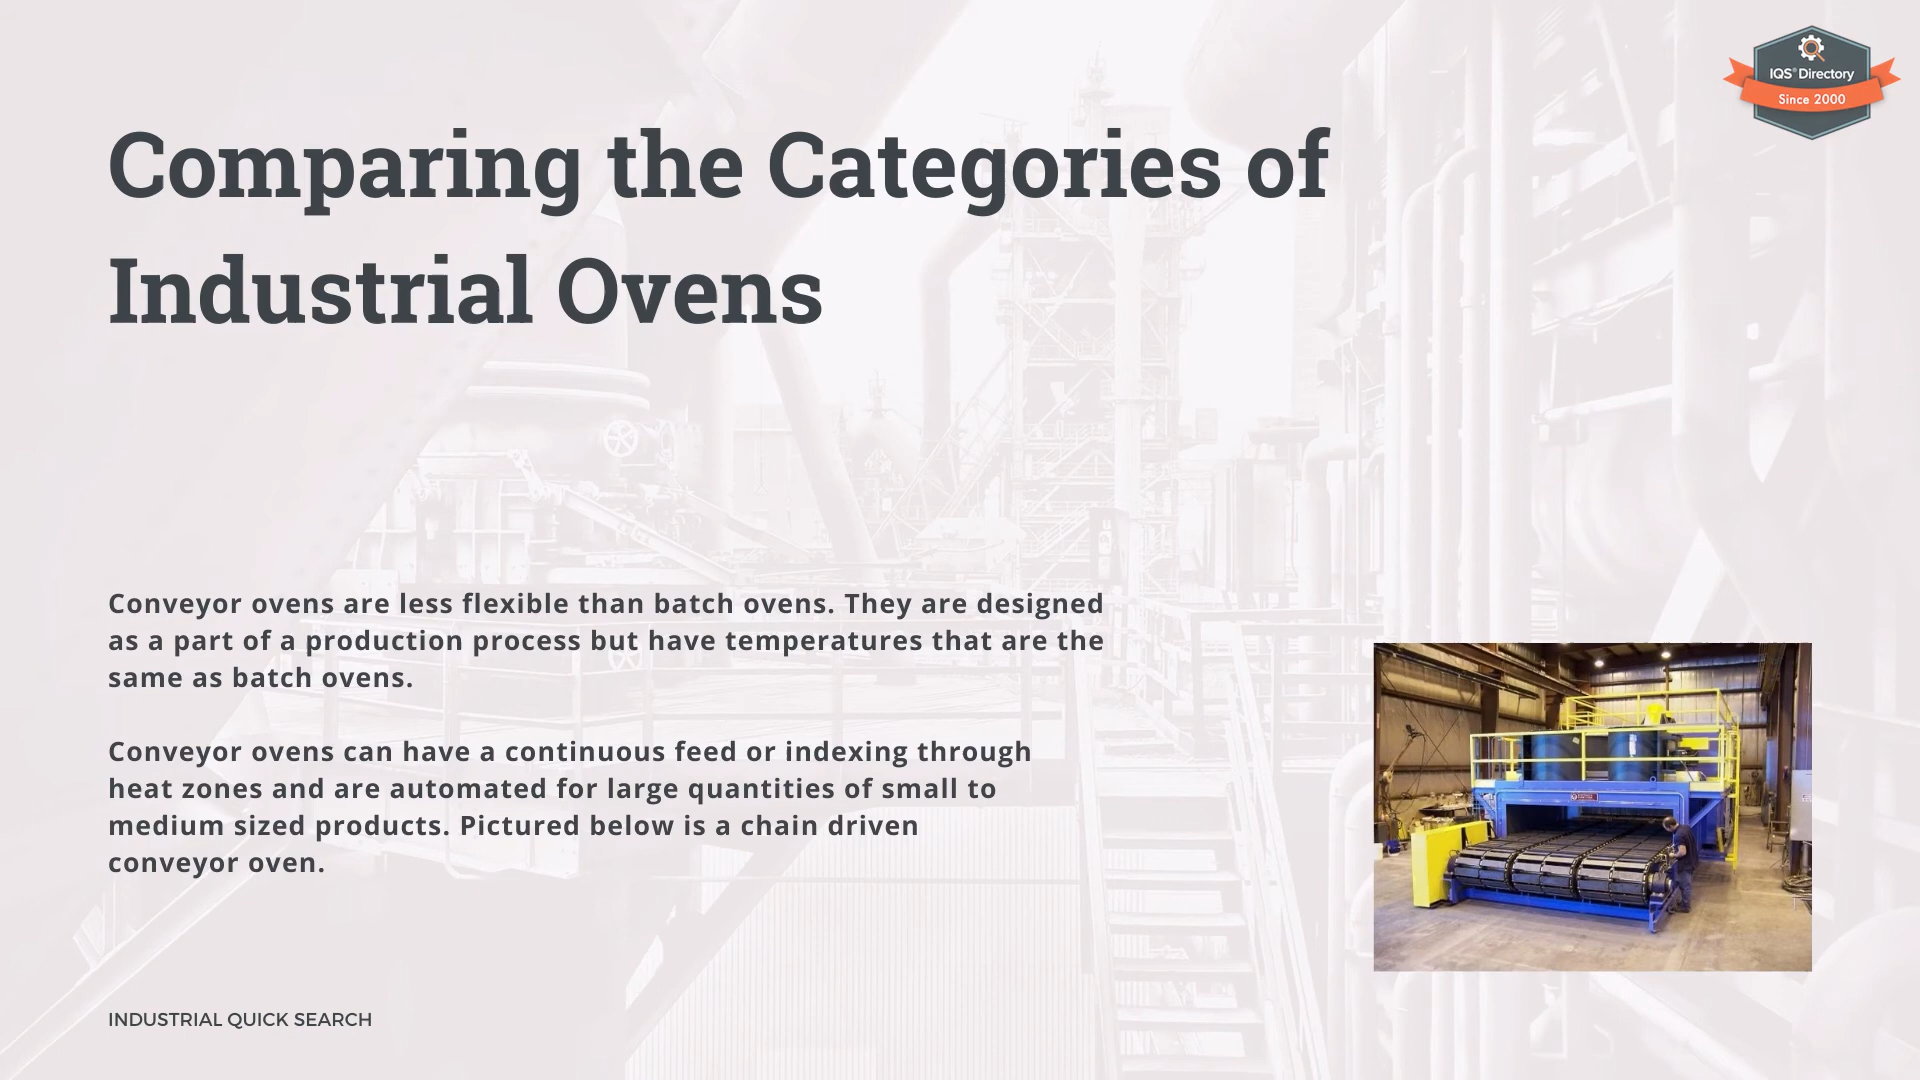 IQS® Directory
Since 2000
Comparing the Categories of
Industrial Ovens
Conveyor ovens are less flexible than batch ovens. They are designed
as a part of a production process but have temperatures that are the
same as batch ovens.
Conveyor ovens can have a continuous feed or indexing through
heat zones and are automated for large quantities of small to
medium sized products. Pictured below is a chain driven
conveyor oven.
INDUSTRIAL QUICK SEARCH